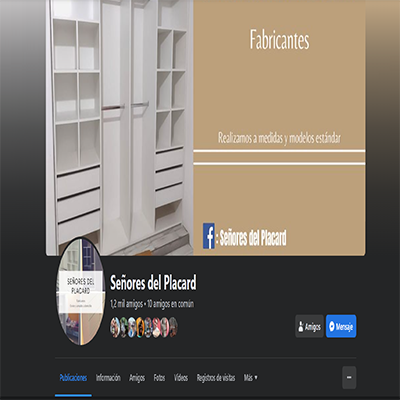 Fabricantes
Realizamos a medidas y modelos estándar
f : Señores del Placard
SEÑORES DEL
PLACARD
Señores del Placard
1,2 mil amigos • 10 amigos en común
Amigos
Mensaje
Publicaciones Información Amigos Fotos Videos Registros de visitas Más